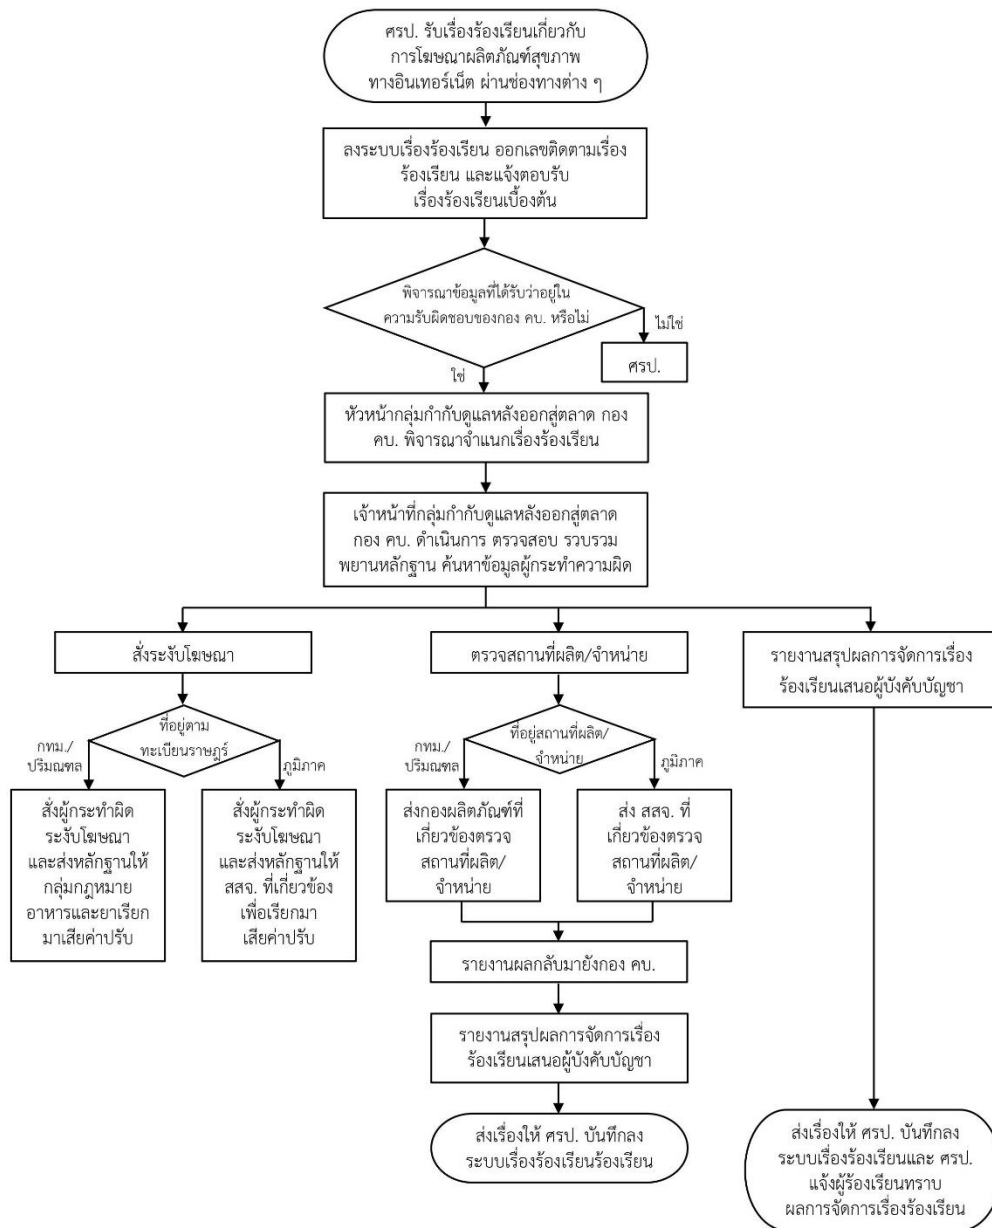 ศรป. รับเรื่องร้องเรียนเกี่ยวกับ
การโฆษณาผลิตภัณฑ์สุขภาพ
ทางอินเทอร์เน็ต ผ่านช่องทางต่าง ๆ
ลงระบบเรื่องร้องเรียน ออกเลขติดตามเรื่อง
ร้องเรียน และแจ้งตอบรับ
เรื่องร้องเรียนเบื้องต้น
พิจารณาข้อมูลที่ได้รับว่าอยู่ใน
ความรับผิดชอบของกอง คบ. หรือไม่
ไม่ใช่
ศรป.
ใช่
หัวหน้ากลุ่มกำกับดูแลหลังออกสู่ตลาด กอง
คบ. พิจารณาจำแนกเรื่องร้องเรียน
เจ้าหน้าที่กลุ่มกำกับดูแลหลังออกสู่ตลาด
กอง คบ. ดำเนินการ ตรวจสอบ รวบรวม
พยานหลักฐาน ค้นหาข้อมูลผู้กระทำความผิด
สั่งระงับโฆษณา
ที่อยู่ตาม
ทะเบียนราษฎร์
กทม./
ปริมณฑล
ภูมิภาค
สั่งผู้กระทำผิด
ระงับโฆษณา
และส่งหลักฐานให้
กลุ่มกฎหมาย
อาหารและยาเรียก
มาเสียค่าปรับ
สั่งผู้กระทำผิด
ระงับโฆษณา
และส่งหลักฐานให้
สสจ. ที่เกี่ยวข้อง
เพื่อเรียกมา
เสียค่าปรับ
ตรวจสถานที่ผลิต/จำหน่าย
ที่อยู่สถานที่ผลิต/
จำหน่าย
กทม./
ปริมณฑล
ภูมิภาค
ส่งกองผลิตภัณฑ์ที่
เกี่ยวข้องตรวจ
สถานที่ผลิต/
จำหน่าย
ส่ง สสจ. ที่
เกี่ยวข้องตรวจ
สถานที่ผลิต/
จำหน่าย
รายงานผลกลับมายังกอง คบ.
รายงานสรุปผลการจัดการเรื่อง
ร้องเรียนเสนอผู้บังคับบัญชา
ส่งเรื่องให้ ศรป. บันทึกลง
ระบบเรื่องร้องเรียนร้องเรียน
รายงานสรุปผลการจัดการเรื่อง
ร้องเรียนเสนอผู้บังคับบัญชา
ส่งเรื่องให้ ศรป. บันทึกลง
ระบบเรื่องร้องเรียนและ ศรป.
แจ้งผู้ร้องเรียนทราบ
ผลการจัดการเรื่องร้องเรียน